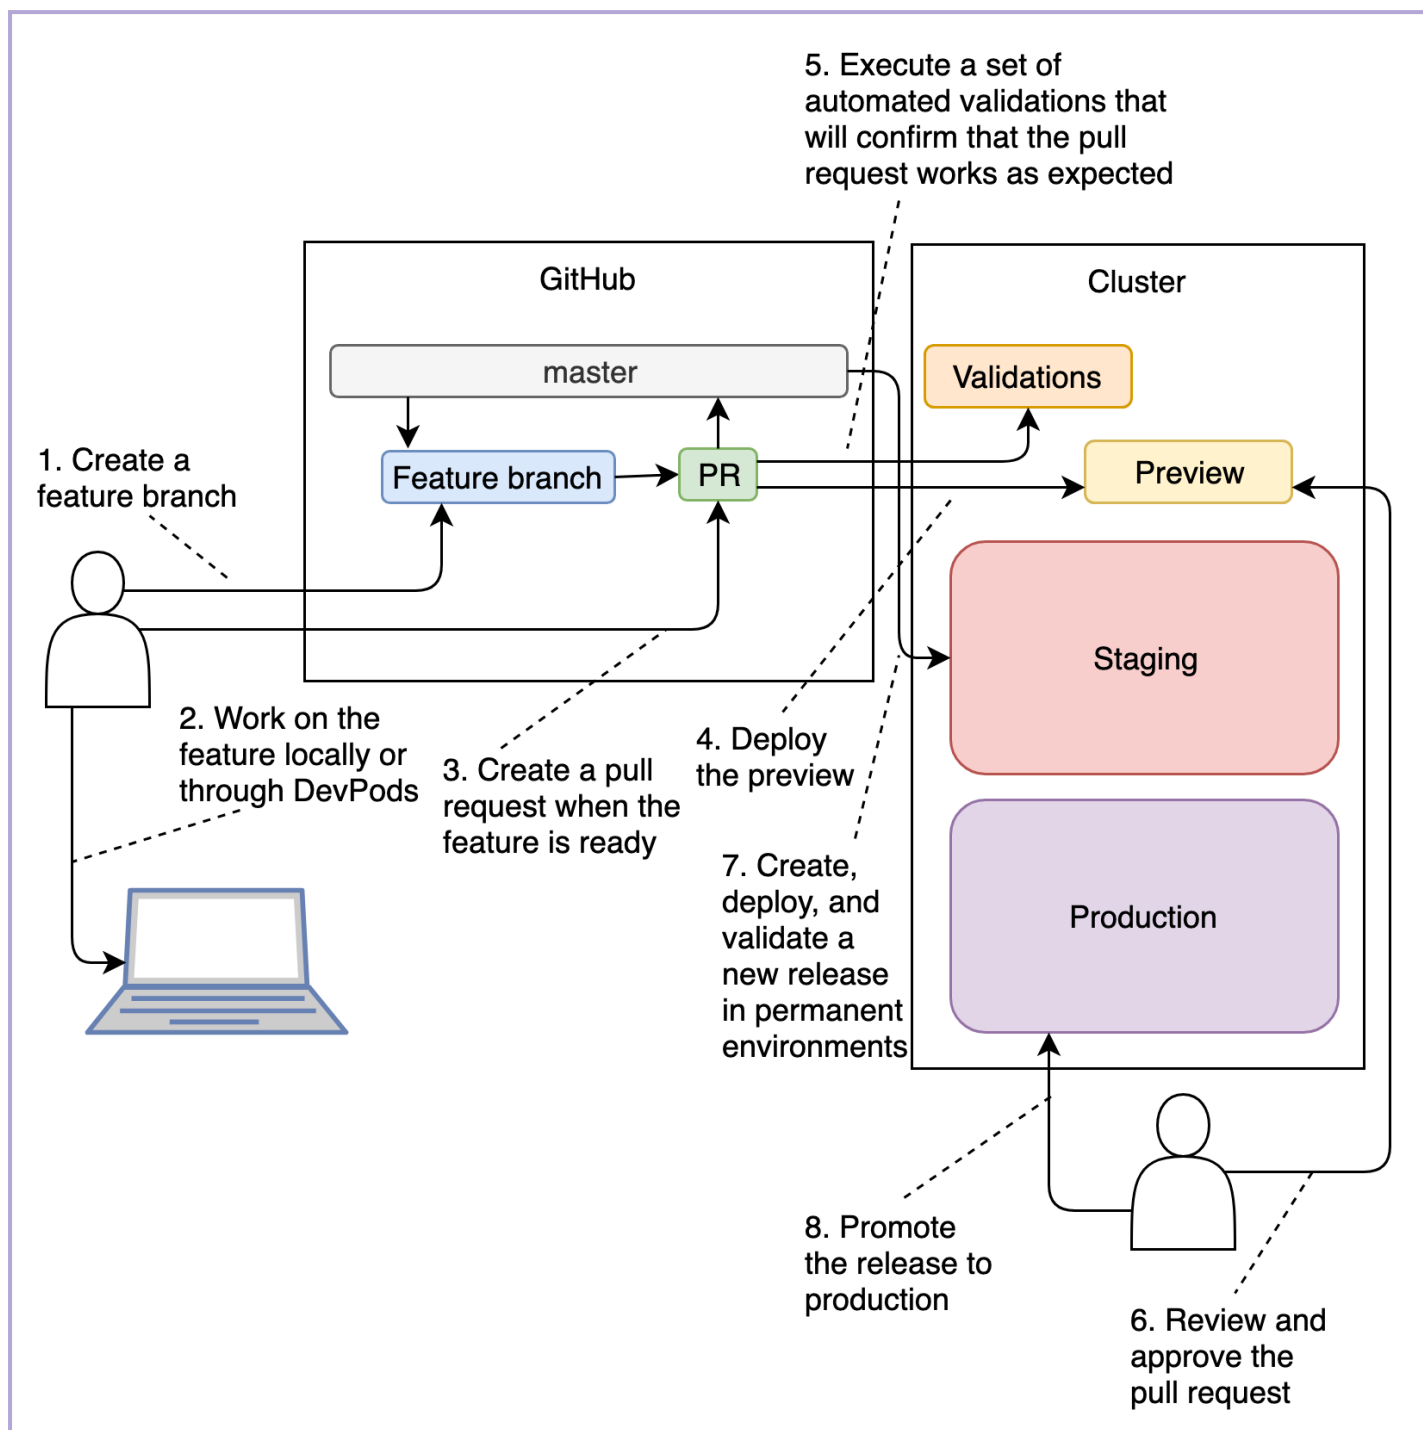 5. Execute a set of
automated validations that
will confirm that the pull
request works as expected
GitHub
Cluster
master
Validations
Feature branch
PR
Preview
1. Create a
feature branch
Staging
2. Work on the
feature locally or
through DevPods
3. Create a pull
request when the
feature is ready
4. Deploy
the preview
7. Create,
deploy, and
validate a
new release
in permanent
environments
Production
8. Promote
the release to
production
6. Review and
approve the
pull request